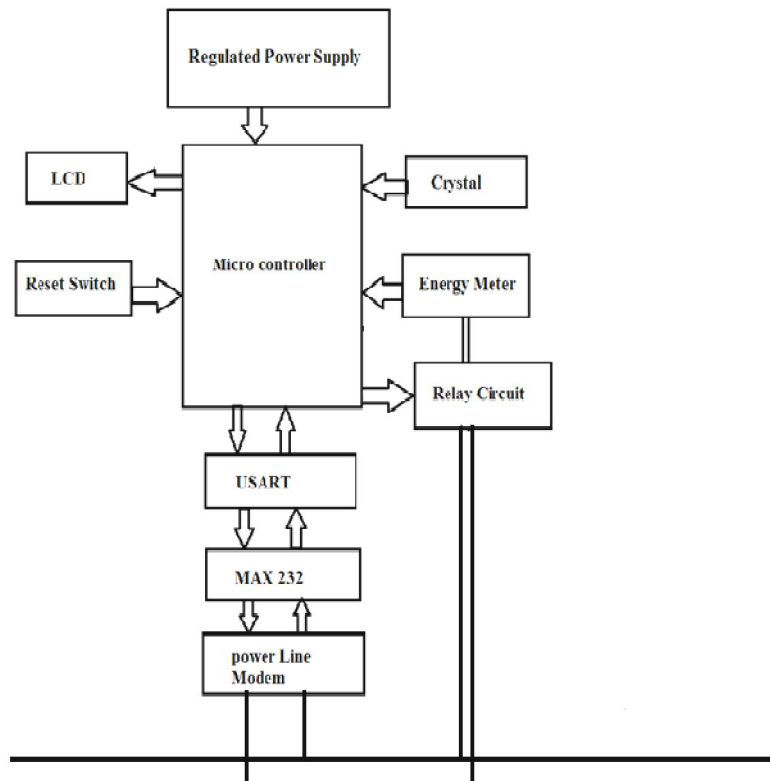 Regulated Power Supply
LCD
Crystal
Micro controller
Reset Switch
Energy Meter
Relay Circuit
USART
MAX 232
power Line
Modem